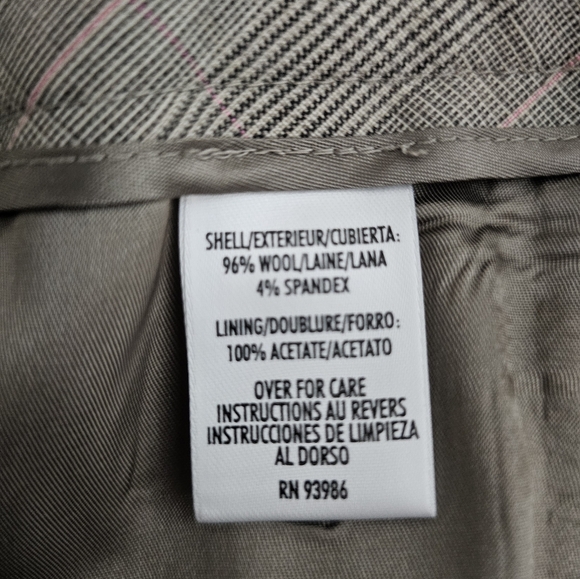 SHELL/EXTERIEUR/CUBIERTA:
96% WOOL/LAINE/LANA
4% SPANDEX
LINING/DOUBLURE/FORRO:
100% ACETATE/ACETATO
OVER FOR CARE
INSTRUCTIONS AU REVERS
INSTRUCCIONES DE LIMPIEZA
AL DORSO
RN 93986